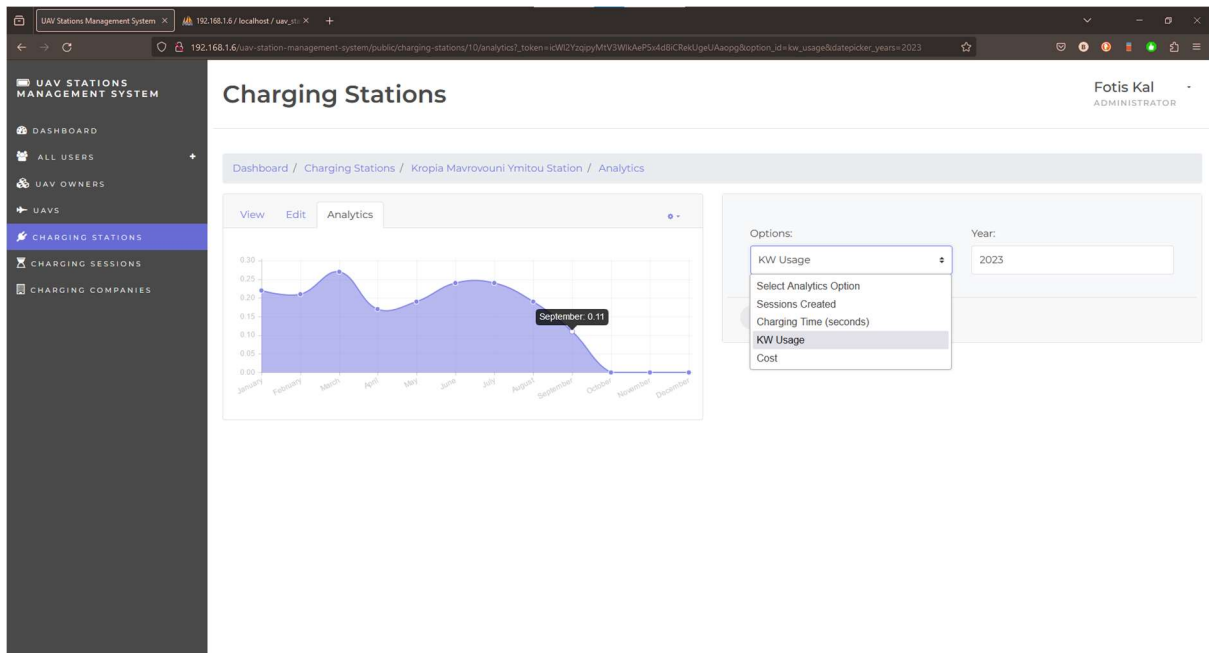 UAV Stations Management System
192.168.1.6 / localhost / uav_st
192.168.1.6/uav-station-management-system/public/charging-stations/10/analytics?_token=icWl2YzqipyMtV3WlkAeP5x4d8iCRekUgeUAaopg&option_id=kw_usage&datepicker_years=2023
UAV STATIONS
MANAGEMENT SYSTEM
DASHBOARD
ALL USERS +
UAV OWNERS
UAVS
CHARGING STATIONS
CHARGING SESSIONS
CHARGING COMPANIES
Charging Stations
Fotis Kal
ADMINISTRATOR
Dashboard / Charging Stations / Kropia Mavrovouni Ymitou Station / Analytics
View Edit Analytics
0.30
0.25
0.20
0.15
0.10
0.05
0.00
September: 0.11
January February March April May June July August September October November December
Options:
KW Usage
Select Analytics Option
Sessions Created
Charging Time (seconds)
KW Usage
Cost
Year:
2023